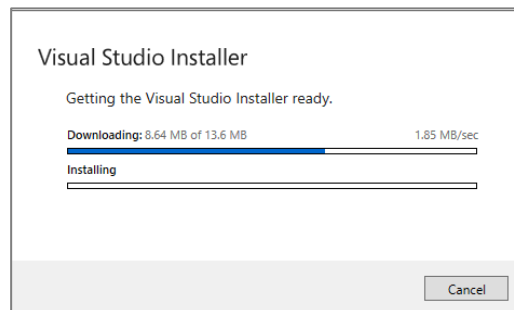 Visual Studio Installer
Getting the Visual Studio Installer ready.
Downloading: 8.64 MB of 13.6 MB 1.85 MB/sec
Installing
Cancel